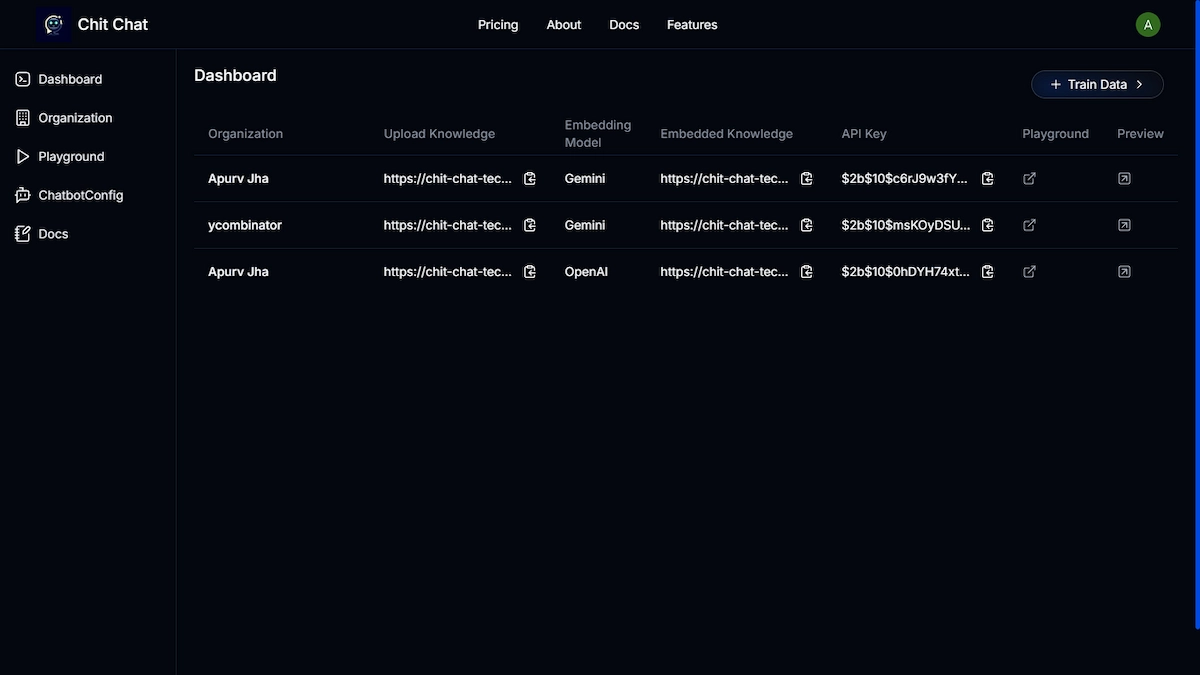 Chit Chat
Pricing About Docs Features
A
Dashboard
Organization
Playground
ChatbotConfig
Docs
Dashboard
Train Data
Organization Upload Knowledge Embedding Model Embedded Knowledge API Key Playground Preview
Apurv Jha https://chit-chat-tec... Gemini https://chit-chat-tec... $2b$10$c6rJ9w3fY...
ycombinator https://chit-chat-tec... Gemini https://chit-chat-tec... $2b$10$msKOyDSU...
Apurv Jha https://chit-chat-tec... OpenAI https://chit-chat-tec... $2b$10$0hDYH74xt...